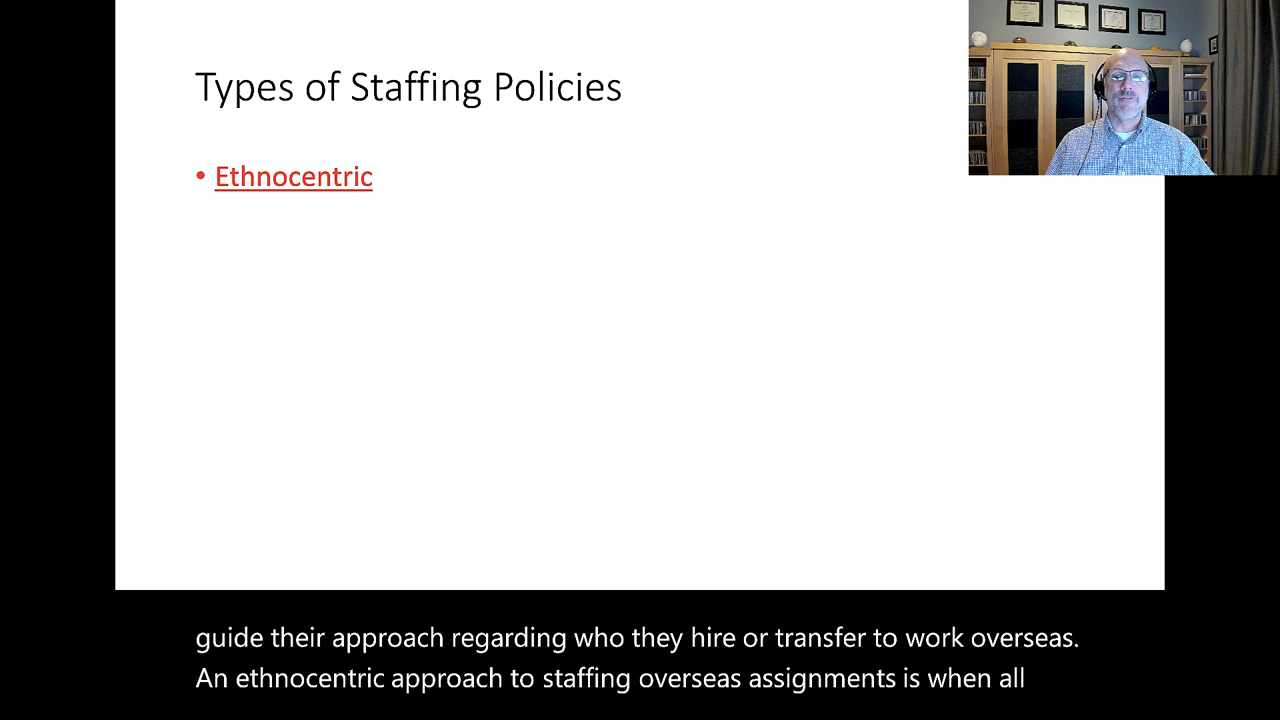 Types of Staffing Policies
• Ethnocentric
guide their approach regarding who they hire or transfer to work overseas.
An ethnocentric approach to staffing overseas assignments is when all